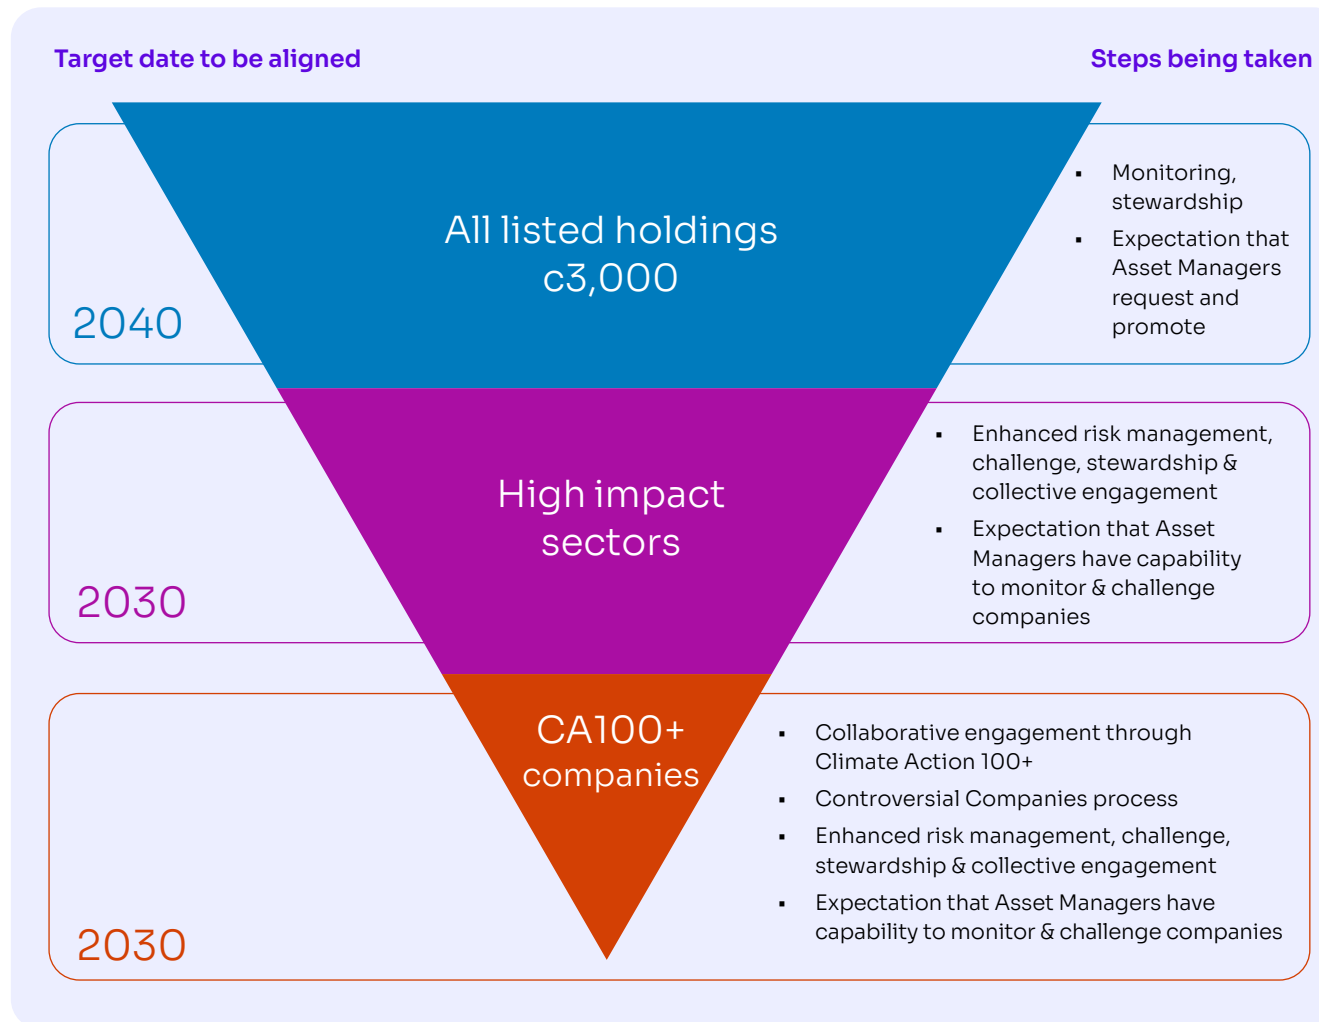 Target date to be aligned
Steps being taken
All listed holdings
c3,000
2040
▪ Monitoring,
stewardship
▪ Expectation that
Asset Managers
request and
promote
High impact
sectors
2030
▪ Enhanced risk management,
challenge, stewardship &
collective engagement
▪ Expectation that Asset
Managers have capability
to monitor & challenge
companies
CA100+
companies
2030
▪ Collaborative engagement through
Climate Action 100+
▪ Controversial Companies process
▪ Enhanced risk management, challenge,
stewardship & collective engagement
▪ Expectation that Asset Managers have
capability to monitor & challenge companies